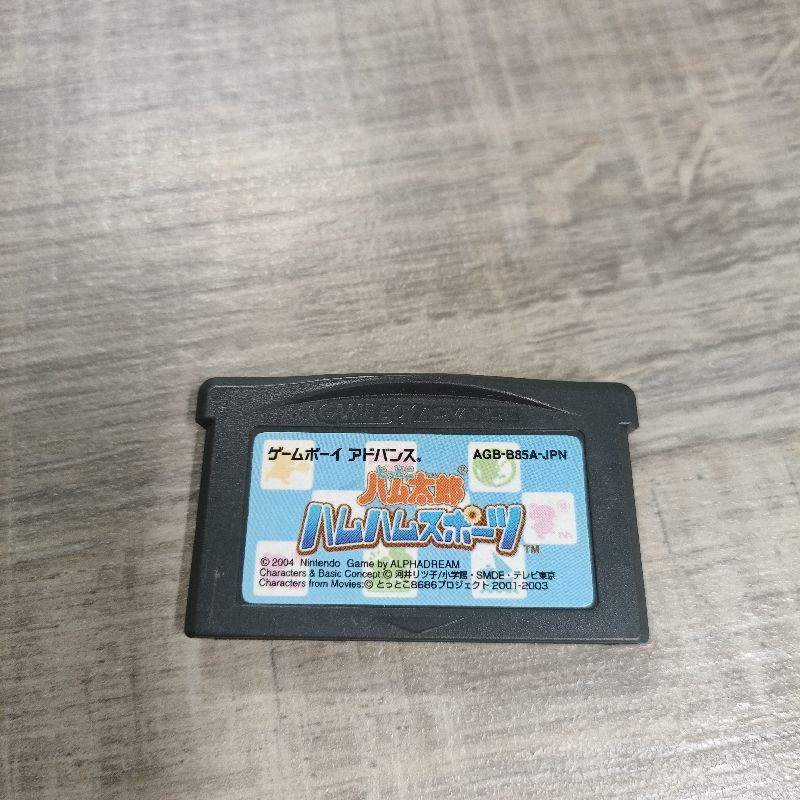 GAME BOY ADVANCE
ゲームボーイ アドバンス® AGB-B85A-JPN
とっとこ
ハム太郎®
ハムハムスポーツ™
© 2004 Nintendo Game by ALPHADREAM
Characters & Basic Concept © 河井リツ子/小学館・SMDE・テレビ東京
Characters from Movies:© とっとこ8686プロジェクト 2001-2003